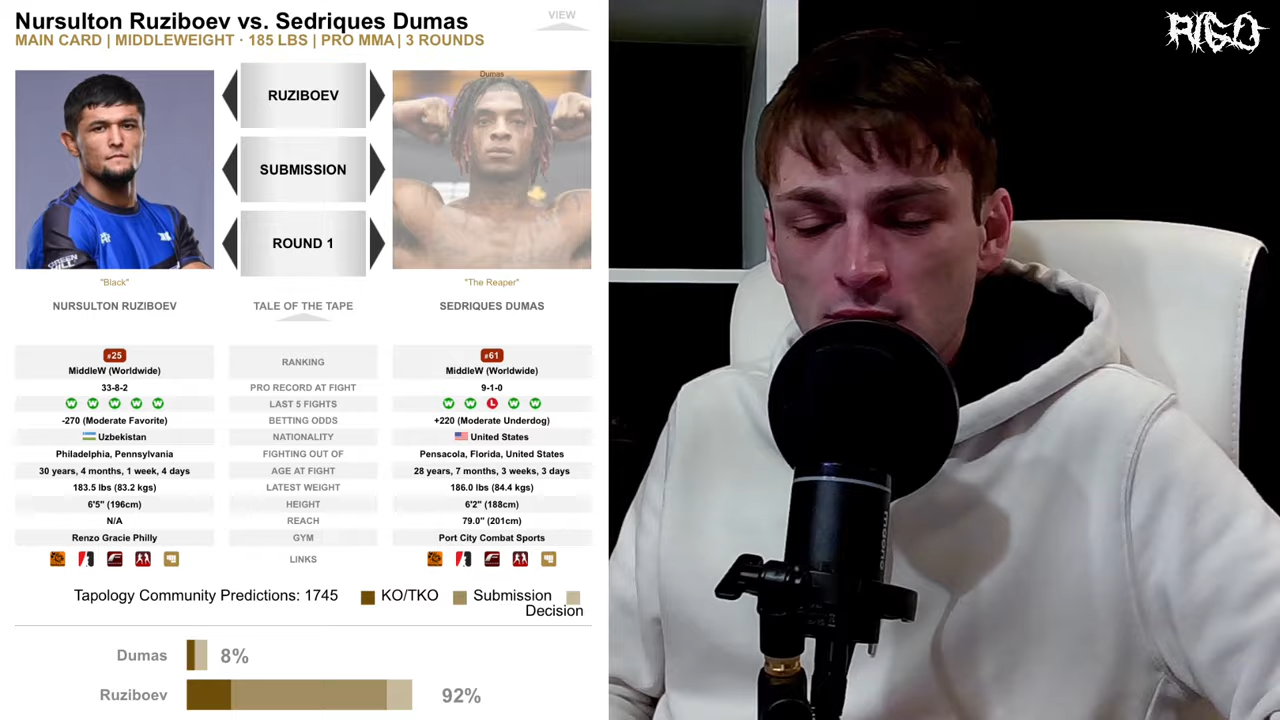 Nursulton Ruziboev vs. Sedriques Dumas
VIEW
MAIN CARD | MIDDLEWEIGHT · 185 LBS | PRO MMA | 3 ROUNDS
RIGO
RUZIBOEV
SUBMISSION
ROUND 1
Dumas
"Black"
"The Reaper"
NURSULTON RUZIBOEV TALE OF THE TAPE SEDRIQUES DUMAS
#25 #61
MiddleW (Worldwide) RANKING MiddleW (Worldwide)
33-8-2 PRO RECORD AT FIGHT 9-1-0
W W W W W LAST 5 FIGHTS W W L W W
-270 (Moderate Favorite) BETTING ODDS +220 (Moderate Underdog)
Uzbekistan NATIONALITY United States
Philadelphia, Pennsylvania FIGHTING OUT OF Pensacola, Florida, United States
30 years, 4 months, 1 week, 4 days AGE AT FIGHT 28 years, 7 months, 3 weeks, 3 days
183.5 lbs (83.2 kgs) LATEST WEIGHT 186.0 lbs (84.4 kgs)
6'5" (196cm) HEIGHT 6'2" (188cm)
N/A REACH 79.0" (201cm)
Renzo Gracie Philly GYM Port City Combat Sports
LINKS
Tapology Community Predictions: 1745 KO/TKO Submission
Decision
Dumas 8%
Ruziboev 92%
maono